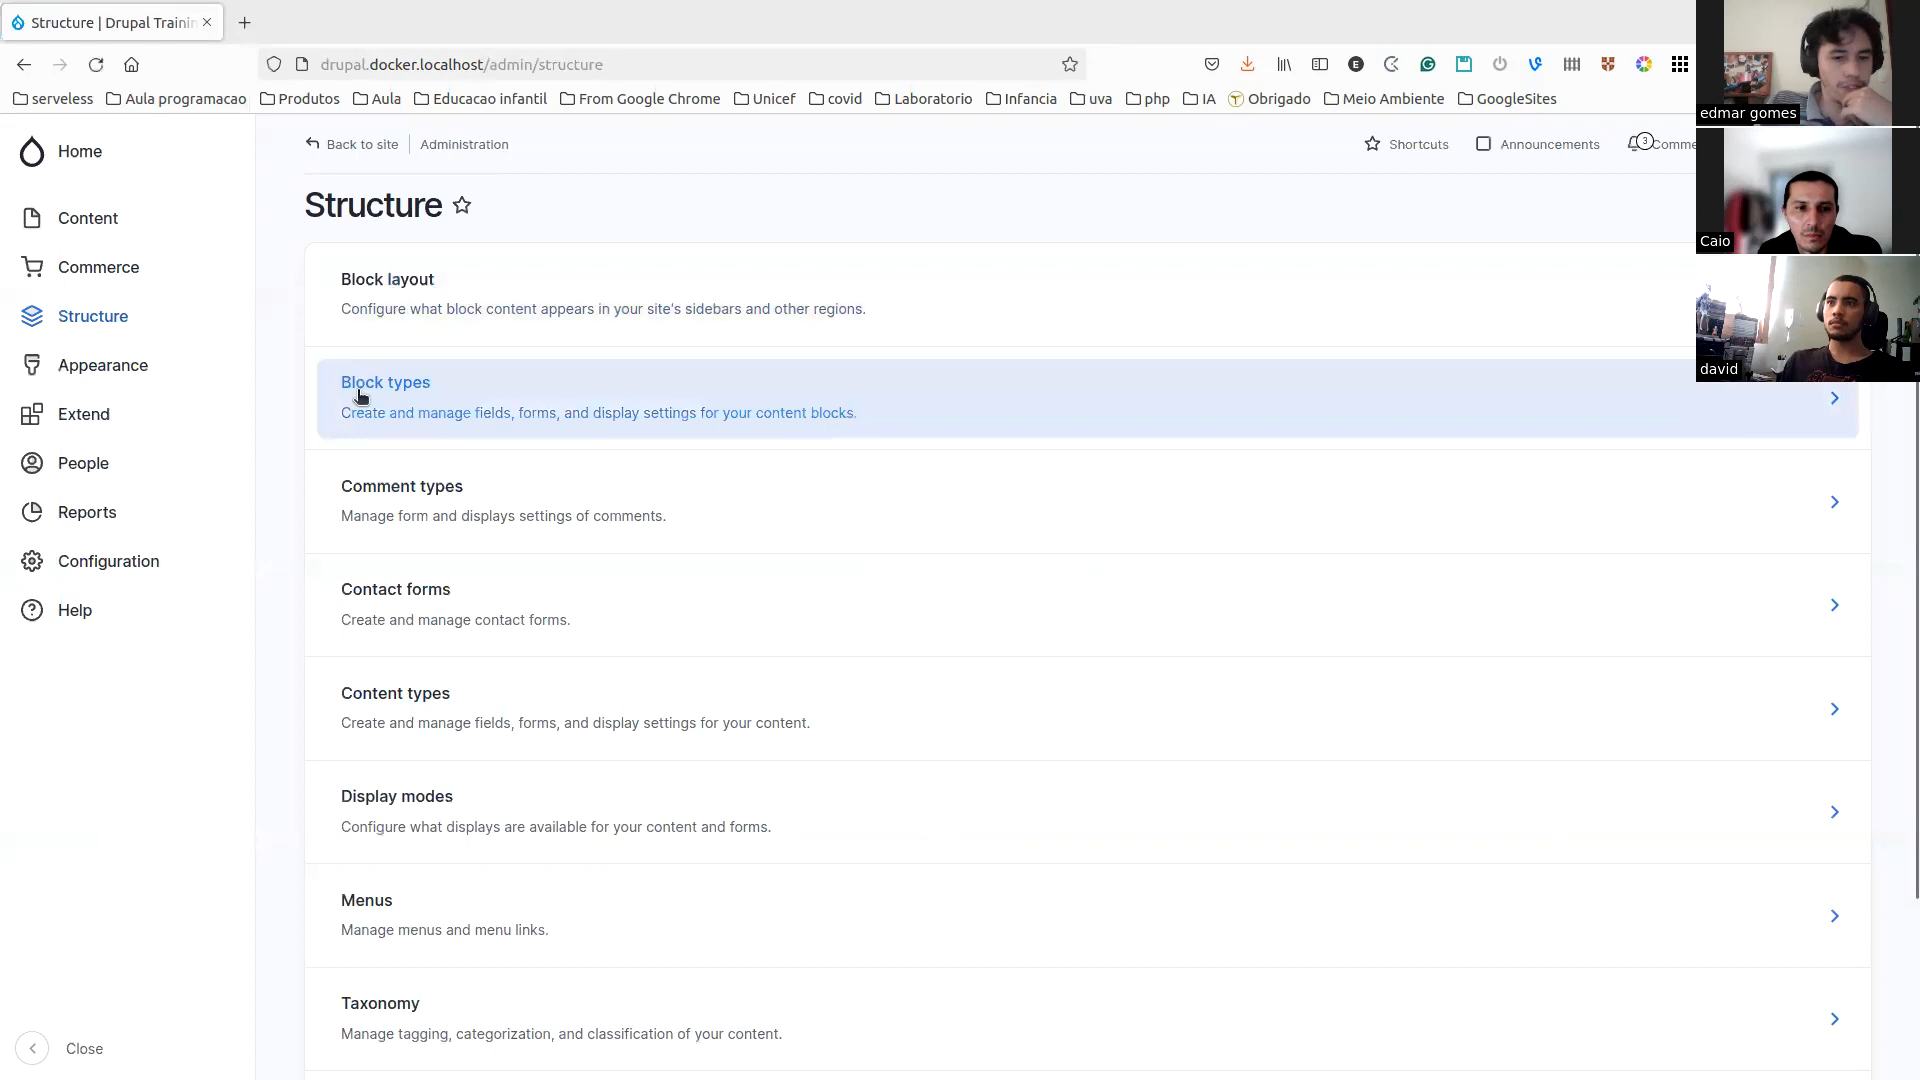 Structure | Drupal Trainin
drupal.docker.localhost/admin/structure
serveless Aula programacao Produtos Aula Educacao infantil From Google Chrome Unicef covid Laboratorio Infancia uva php IA Obrigado Meio Ambiente GoogleSites
Home
Content
Commerce
Structure
Appearance
Extend
People
Reports
Configuration
Help
Close
Back to site Administration
Shortcuts Announcements 3 Comme
Structure
Block layout
Configure what block content appears in your site's sidebars and other regions.
Block types
Create and manage fields, forms, and display settings for your content blocks.
Comment types
Manage form and displays settings of comments.
Contact forms
Create and manage contact forms.
Content types
Create and manage fields, forms, and display settings for your content.
Display modes
Configure what displays are available for your content and forms.
Menus
Manage menus and menu links.
Taxonomy
Manage tagging, categorization, and classification of your content.
edmar gomes
Caio
david